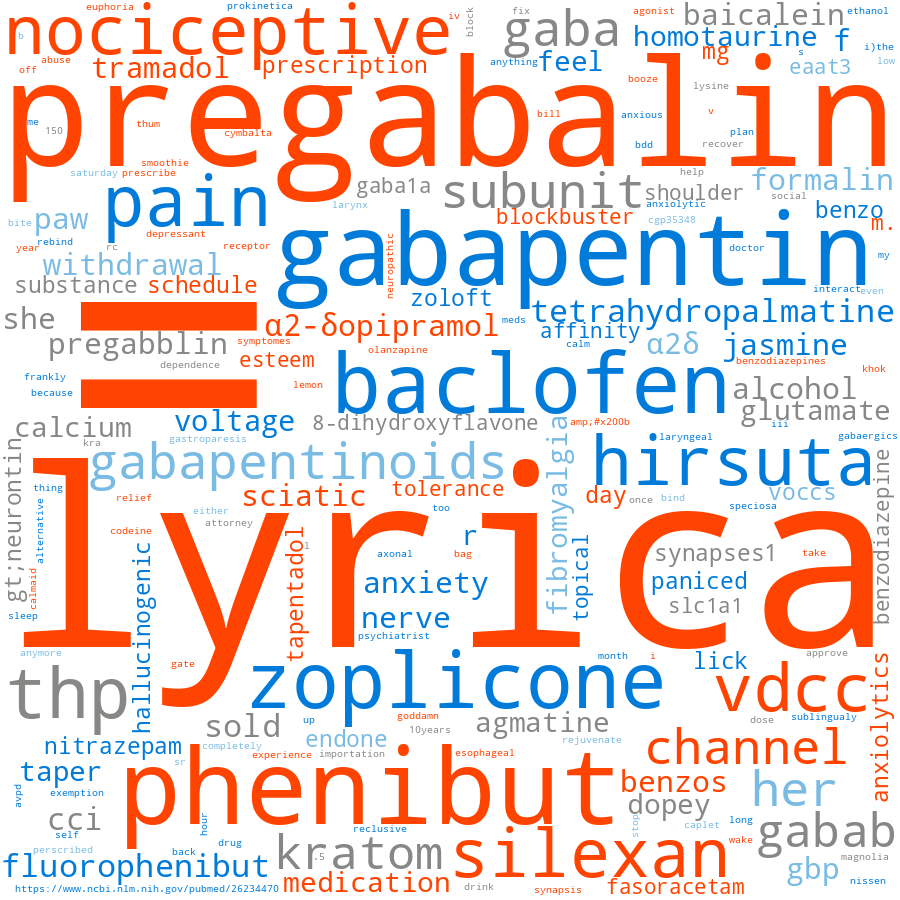 euphoria
prokinetica
nociceptive
iv
block
fix
gaba
agonist
baicalein
ethanol
b
homotaurine
f
i)the
abuse
off
tramadol
prescription
anything
feel
mg
s
eaat3
low
pregabalin
booze
lysine
me
150
thum
cymbalta
bill
anxious
v
plan
bdd
recover
smoothie
saturday
prescribe
help
pain
gaba1a
subunit
shoulder
formalin
social
larynx
anxiolytic
bite
paw
blockbuster
cgp35348
benzo
m.
depressant
year
rebind
rc
receptor
neuropathic
gabapentin
doctor
my
withdrawal
substance
schedule
zoloft
interact
even
she
=
α2-δopipramol
meds
tetrahydropalmatine
affinity
pregabblin
symptomes
calm
α2δ
jasmine
olanzapine
esteem
dependence
benzodiazepines
frankly
because
lemon
baclofen
khok
alcohol
glutamate
calcium
voltage
8-dihydroxyflavone
amp;#x200b
iii
gastroparesis
kra
laryngeal
gabaergics
gabapentinoids
hirsuta
gt;neurontin
thing
alternative
relief
sciatic
tolerance
fibromyalgia
day
once
bind
voccs
speciosa
benzodiazepine
codeine
either
attorney
too
r
lyrica
hallucinogenic
tapentadol
l
axonal
bag
topical
synapses1
take
calmaid
sleep
anxiety
paniced
slc1a1
nerve
psychiatrist
anymore
gate
month
i
lick
approve
thp
zoplicone
vdcc
anxiolytics
sold
up
goddamn
10years
agmatine
dose
sublingualy
nitrazepam
completely
endone
rejuvenate
channel
experience
importation
esophageal
sr
taper
phenibut
benzos
her
avpd
exemption
dopey
cci
self
hour
reclusive
stop
caplet
long
gabab
perscribed
back
drug
wake
fluorophenibut
kratom
.5
silexan
magnolia
gbp
nissen
https://www.ncbi.nlm.nih.gov/pubmed/26234470
medication
drink
synapsis
fasoracetam